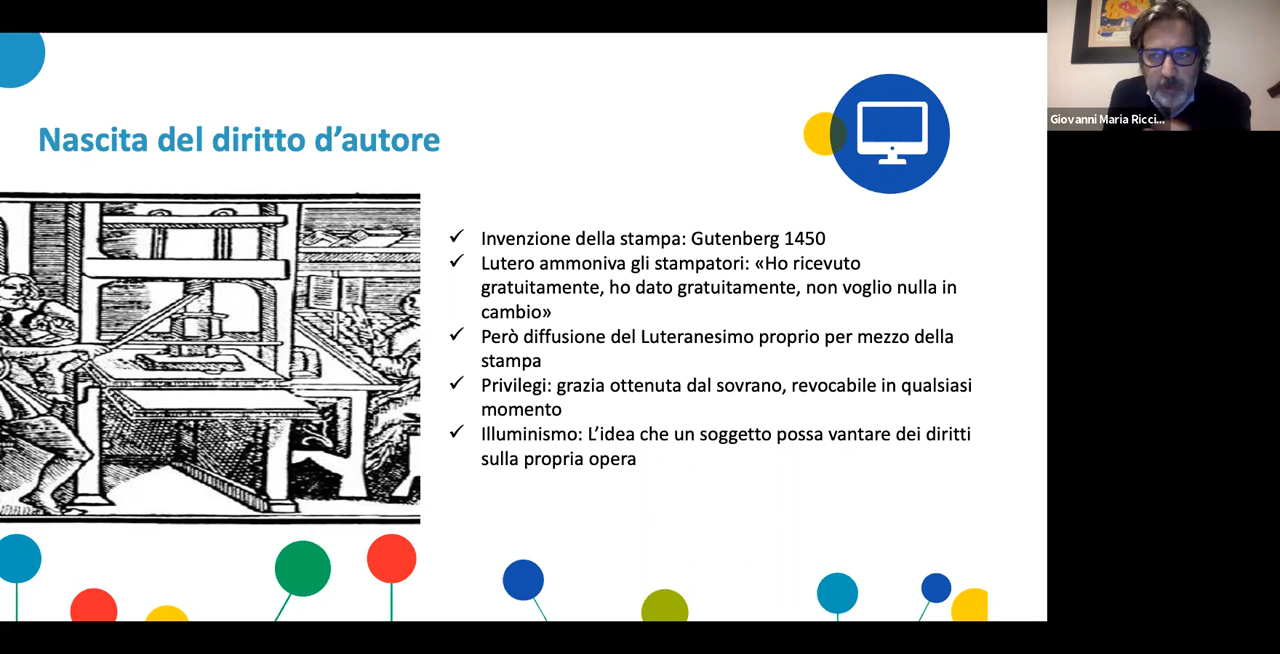 Nascita del diritto d’autore
Giovanni Maria Ricci...
✓ Invenzione della stampa: Gutenberg 1450
✓ Lutero ammoniva gli stampatori: «Ho ricevuto
gratuitamente, ho dato gratuitamente, non voglio nulla in
cambio»
✓ Però diffusione del Luteranesimo proprio per mezzo della
stampa
✓ Privilegi: grazia ottenuta dal sovrano, revocabile in qualsiasi
momento
✓ Illuminismo: L’idea che un soggetto possa vantare dei diritti
sulla propria opera